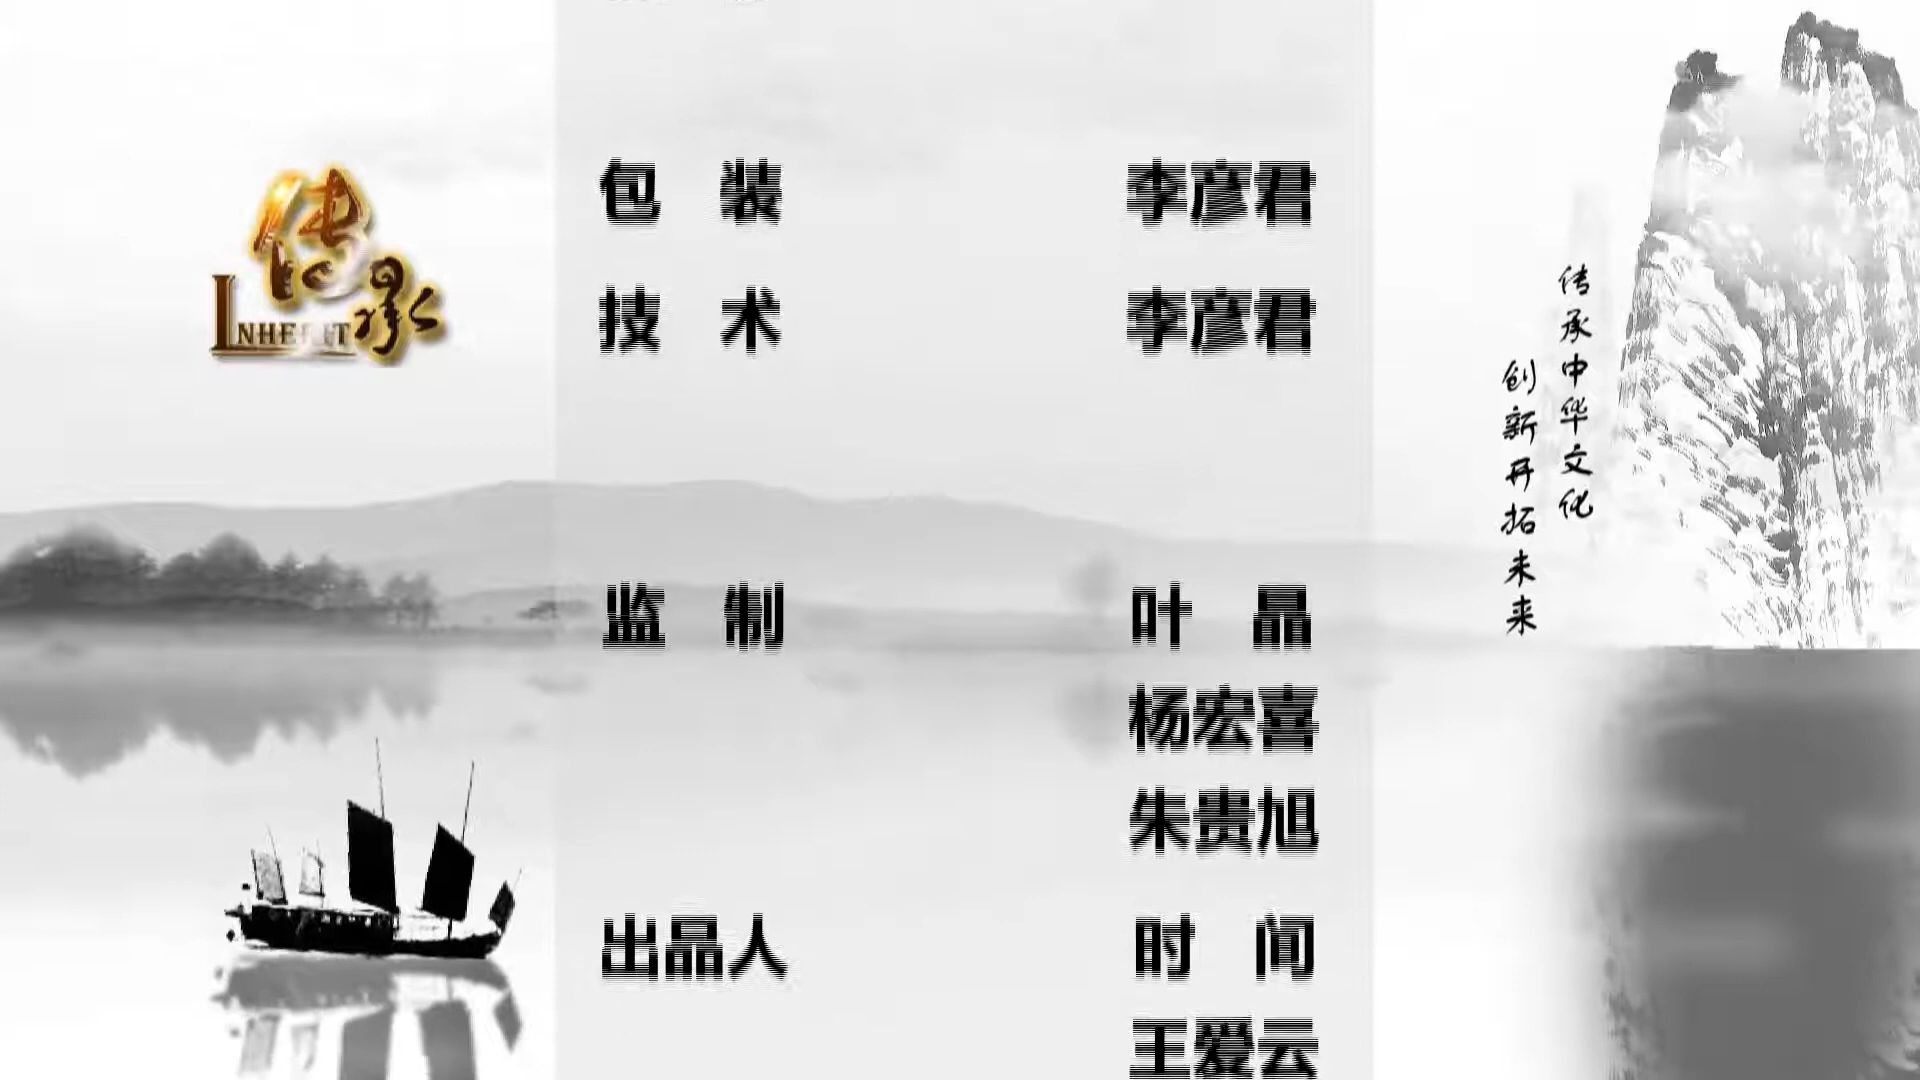 传承
INHERIT
包 装 李彦君
技 术 李彦君
监 制 叶 晶
杨宏喜
朱贵旭
出品人 时 间
王爱云
传承中华文化
创新开拓未来